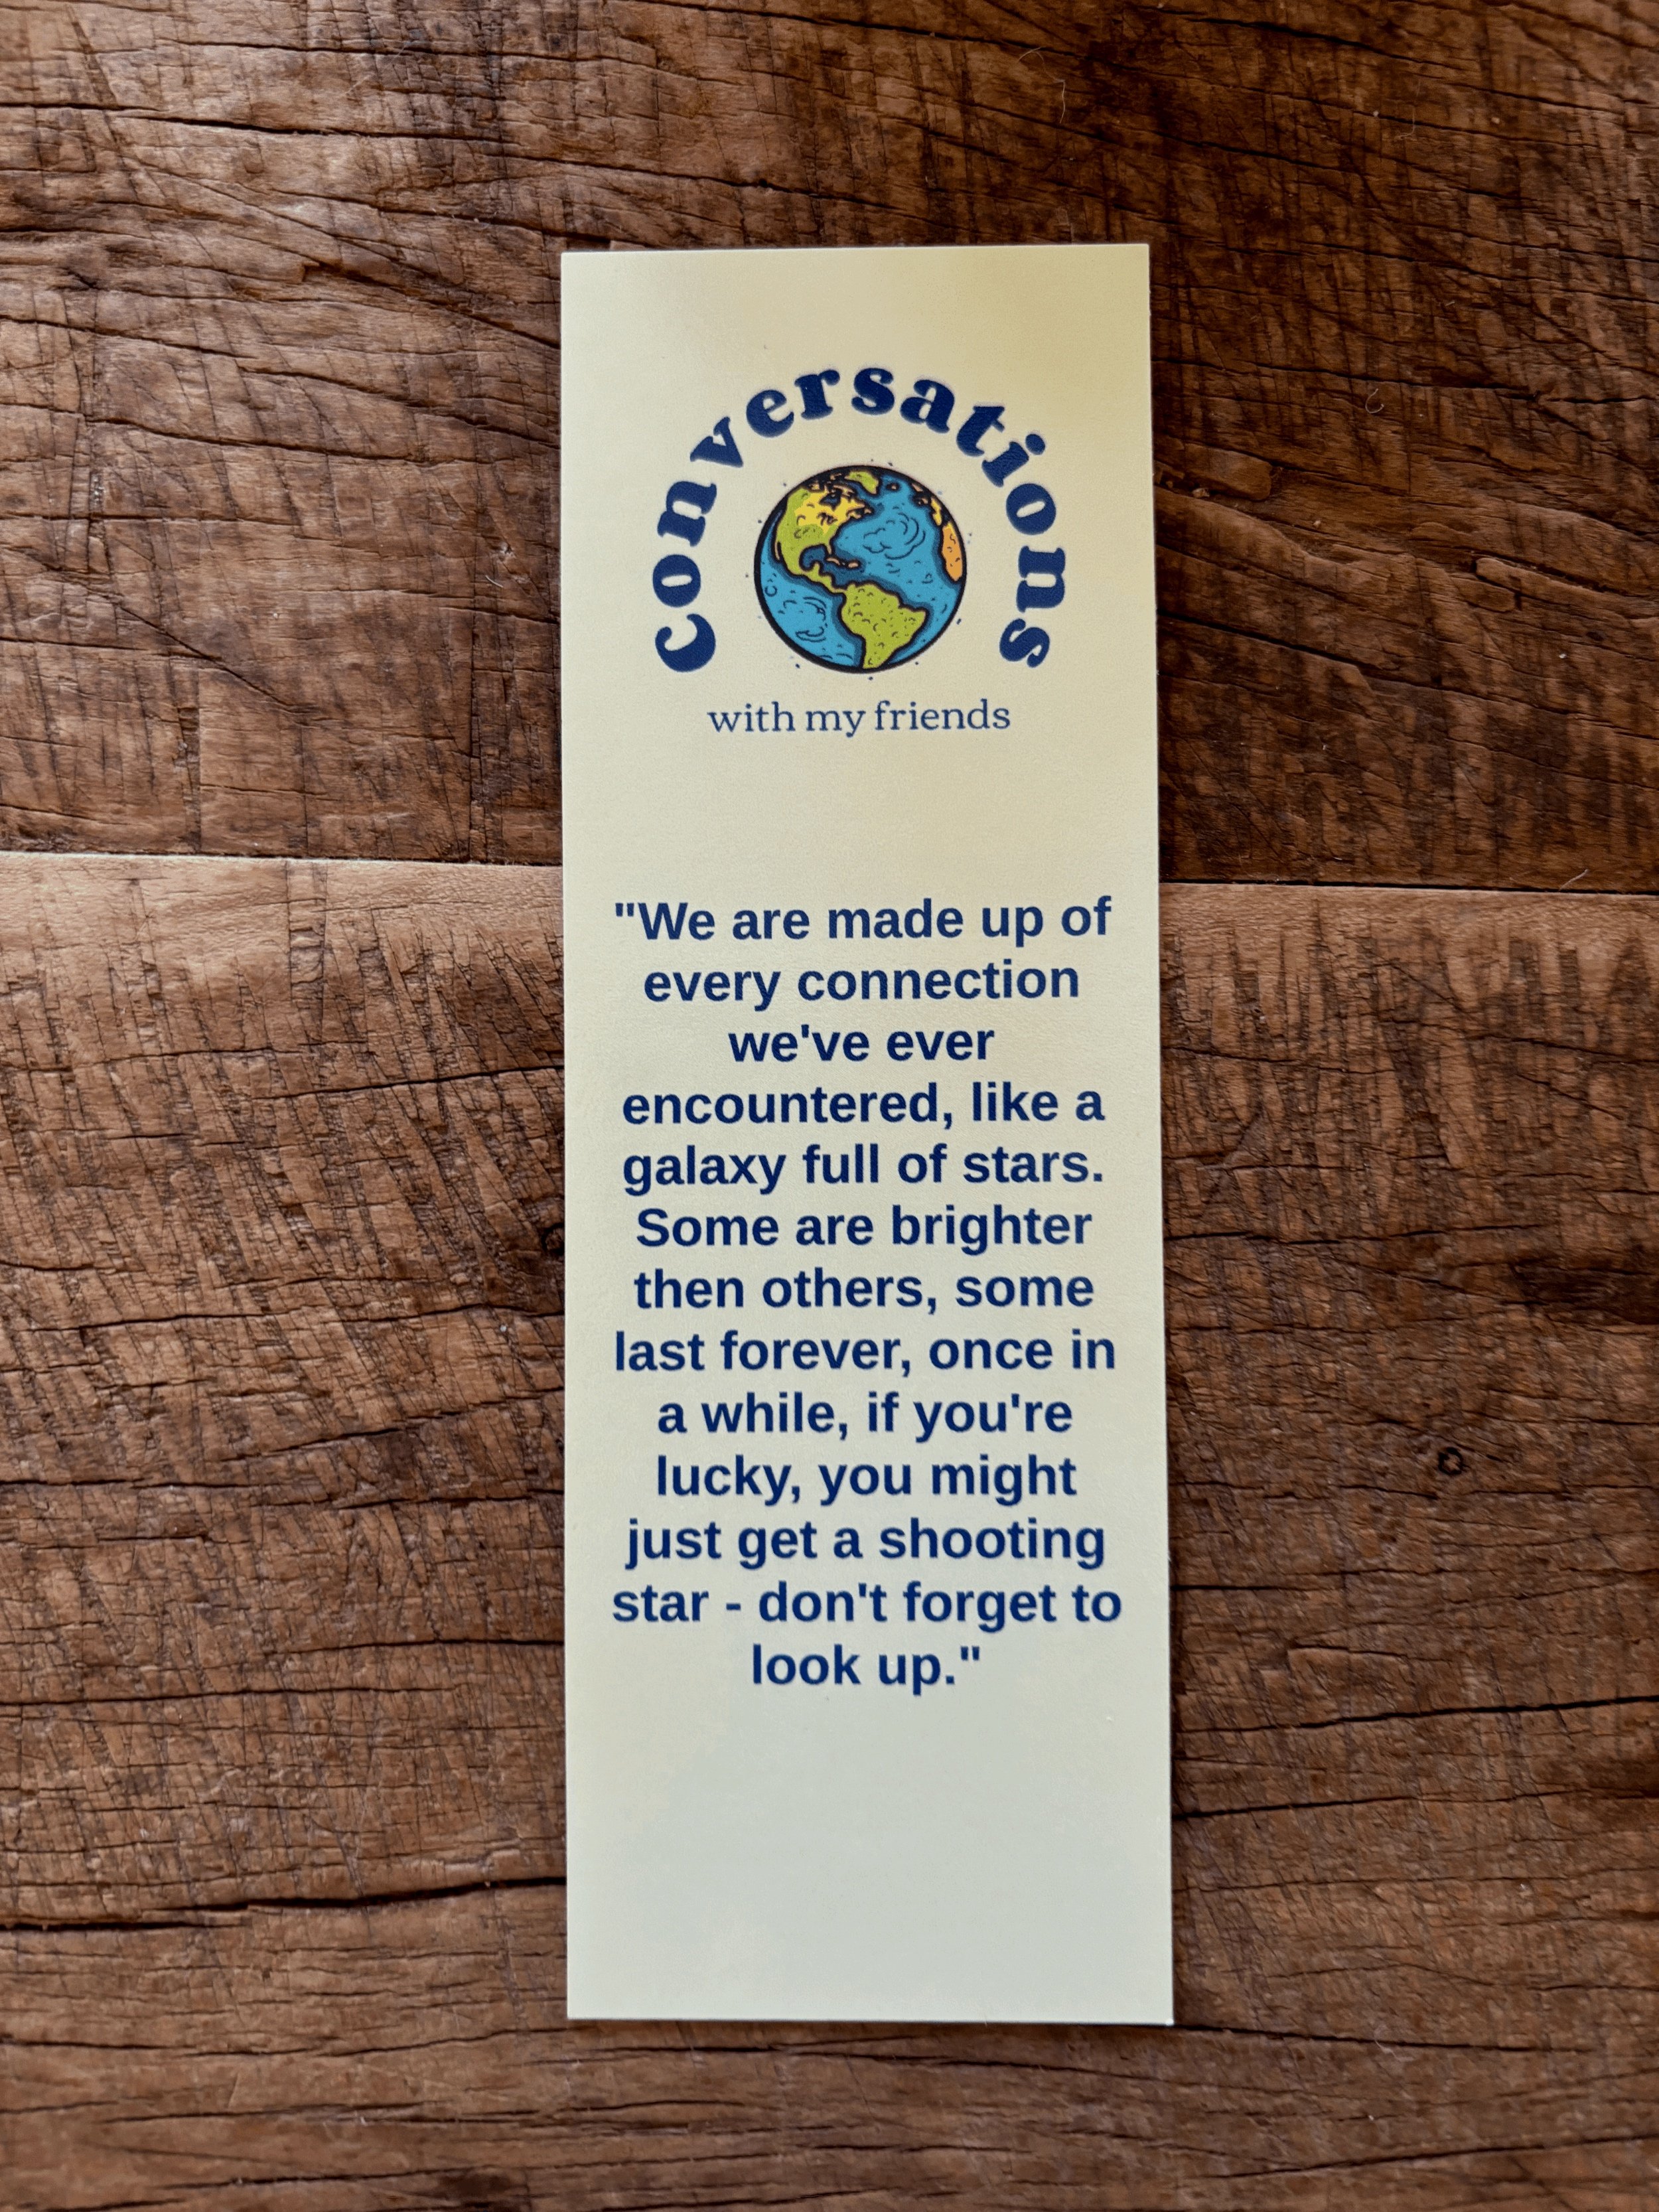 conversations
with my friends
"We are made up of
every connection
we've ever
encountered, like a
galaxy full of stars.
Some are brighter
then others, some
last forever, once in
a while, if you're
lucky, you might
just get a shooting
star - don't forget to
look up."